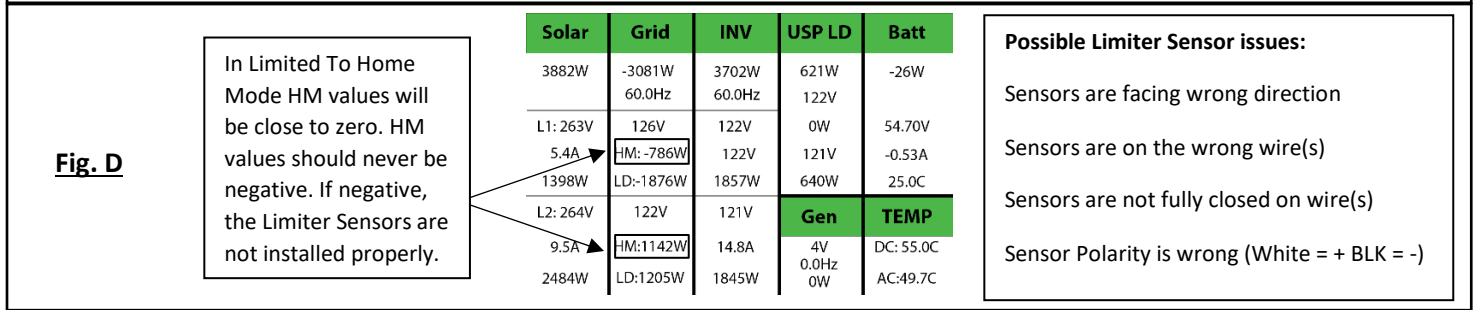 Fig. D
In Limited To Home
Mode HM values will
be close to zero. HM
values should never be
negative. If negative,
the Limiter Sensors are
not installed properly.
Solar Grid INV USP LD Batt
3882W -3081W 3702W 621W -26W
60.0Hz 60.0Hz 122V
L1: 263V 126V 122V 0W 54.70V
5.4A HM: -786W 122V 121V -0.53A
1398W LD:-1876W 1857W 640W 25.0C
L2: 264V 122V 121V Gen TEMP
9.5A HM:1142W 14.8A 4V DC: 55.0C
0.0Hz
2484W LD:1205W 1845W 0W AC:49.7C
Possible Limiter Sensor issues:
Sensors are facing wrong direction
Sensors are on the wrong wire(s)
Sensors are not fully closed on wire(s)
Sensor Polarity is wrong (White = + BLK = -)